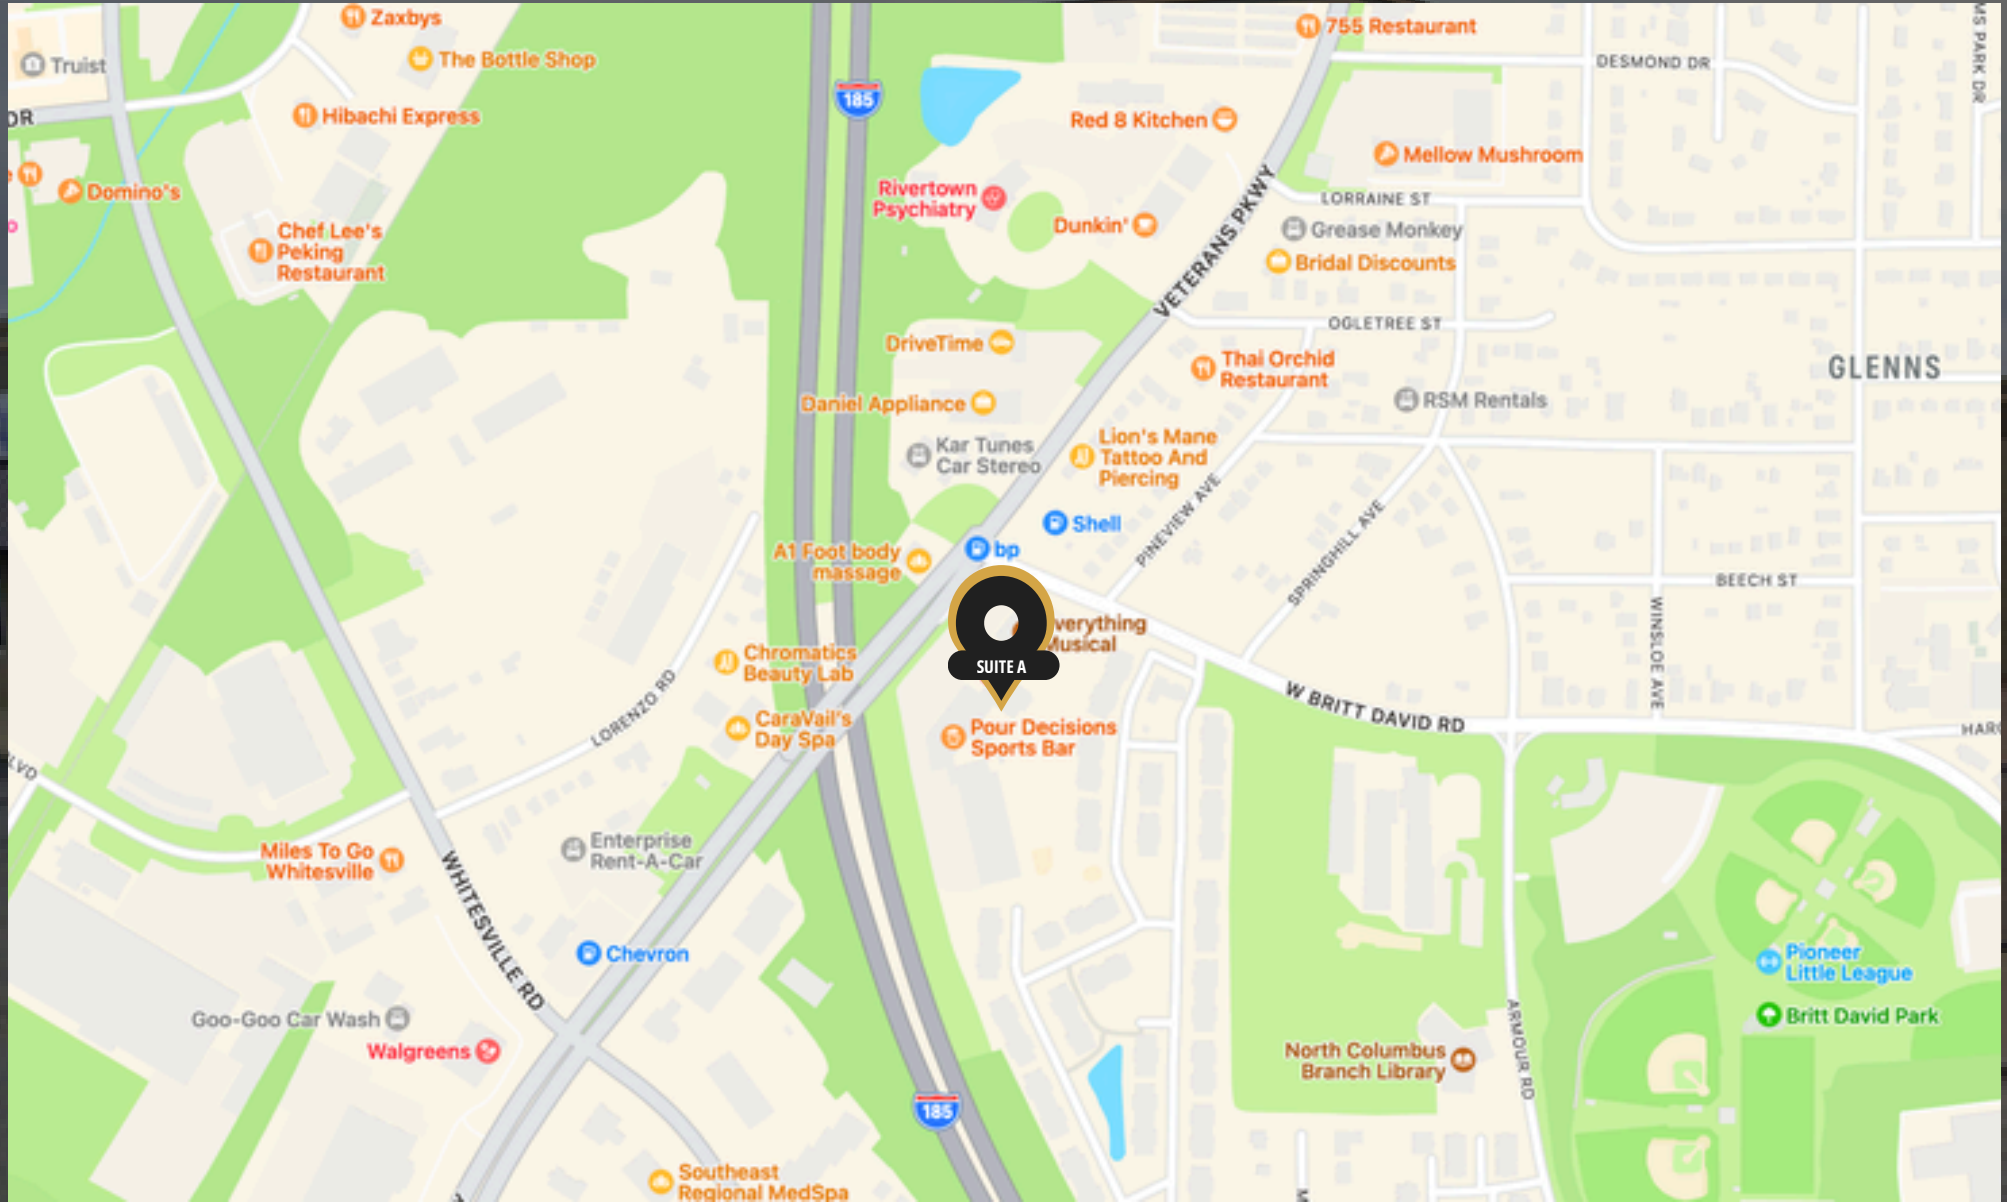 Zaxbys
755 Restaurant
The Bottle Shop
Truist
DESMOND DR
MS PARK DR
185
DR
Hibachi Express
Red 8 Kitchen
Mellow Mushroom
Domino's
Rivertown
Psychiatry
LORRAINE ST
Dunkin'
VETERANS PKWY
Grease Monkey
Chef Lee's
Peking
Restaurant
Bridal Discounts
OGLETREE ST
DriveTime
Thai Orchid
Restaurant
GLENNS
Daniel Appliance
RSM Rentals
Kar Tunes
Car Stereo
Lion's Mane
Tattoo And
Piercing
PINEVIEW AVE
SPRINGHILL AVE
Shell
bp
A1 Foot body
massage
BEECH ST
verything
Musical
WINSLOE AVE
SUITE A
Chromatics
Beauty Lab
LORENZO RD
W BRITT DAVID RD
CaraVail's
Day Spa
Pour Decisions
Sports Bar
HARG
LVD
Enterprise
Rent-A-Car
Miles To Go
Whitesville
WHITESVILLE RD
Chevron
Pioneer
Little League
Goo-Goo Car Wash
Britt David Park
Walgreens
North Columbus
Branch Library
ARMOUR RD
185
Southeast
Regional MedSpa